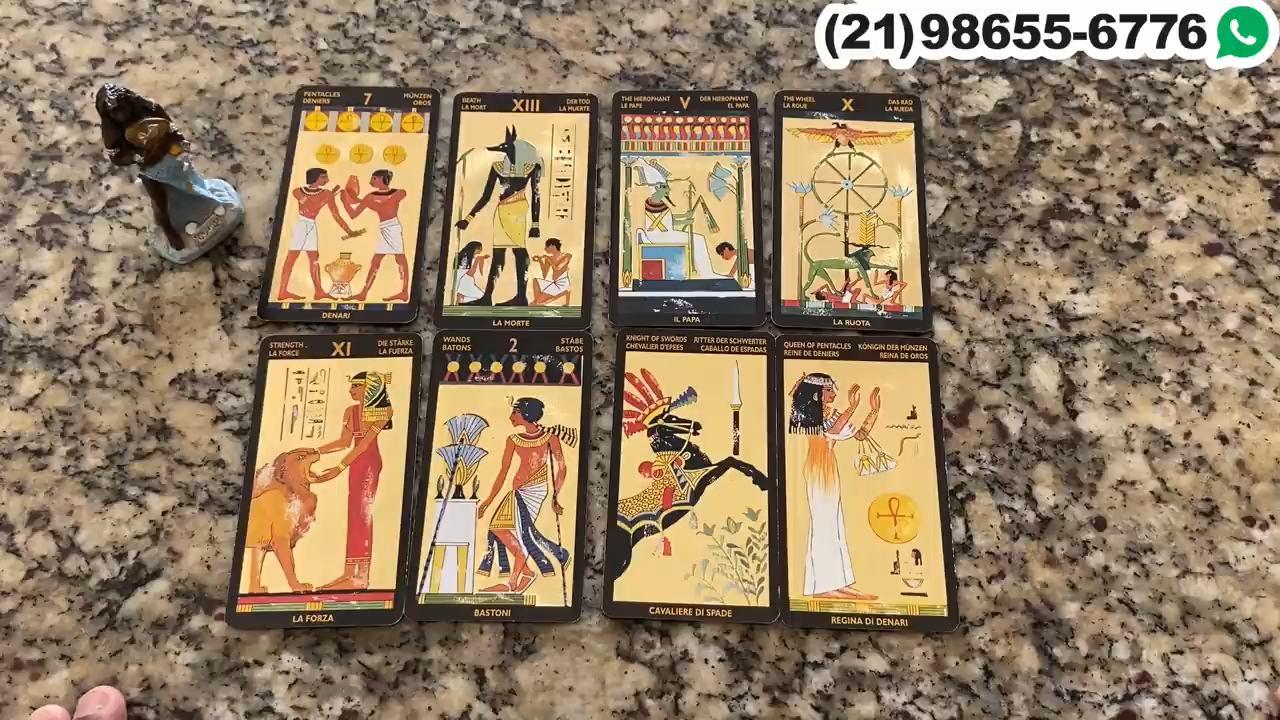 (21)98655-6776
PENTACLES 7 MÜNZEN
DENIERS OROS
DENARI
DEATH XIII DER TOD
LA MORT LA MUERTE
LA MORTE
THE HIEROPHANT V DER HIEROPHANT
LE PAPE EL PAPA
IL PAPA
THE WHEEL X DAS RAD
LA ROUE LA RUEDA
LA RUOTA
STRENGTH XI DIE STÄRKE
LA FORCE LA FUERZA
LA FORZA
WANDS 2 STÄBE
BATONS BASTOS
BASTONI
KNIGHT OF SWORDS RITTER DER SCHWERTER
CHEVALIER D'EPEES CABALLO DE ESPADAS
CAVALIERE DI SPADE
QUEEN OF PENTACLES KÖNIGIN DER MÜNZEN
REINE DE DENIERS REINA DE OROS
REGINA DI DENARI